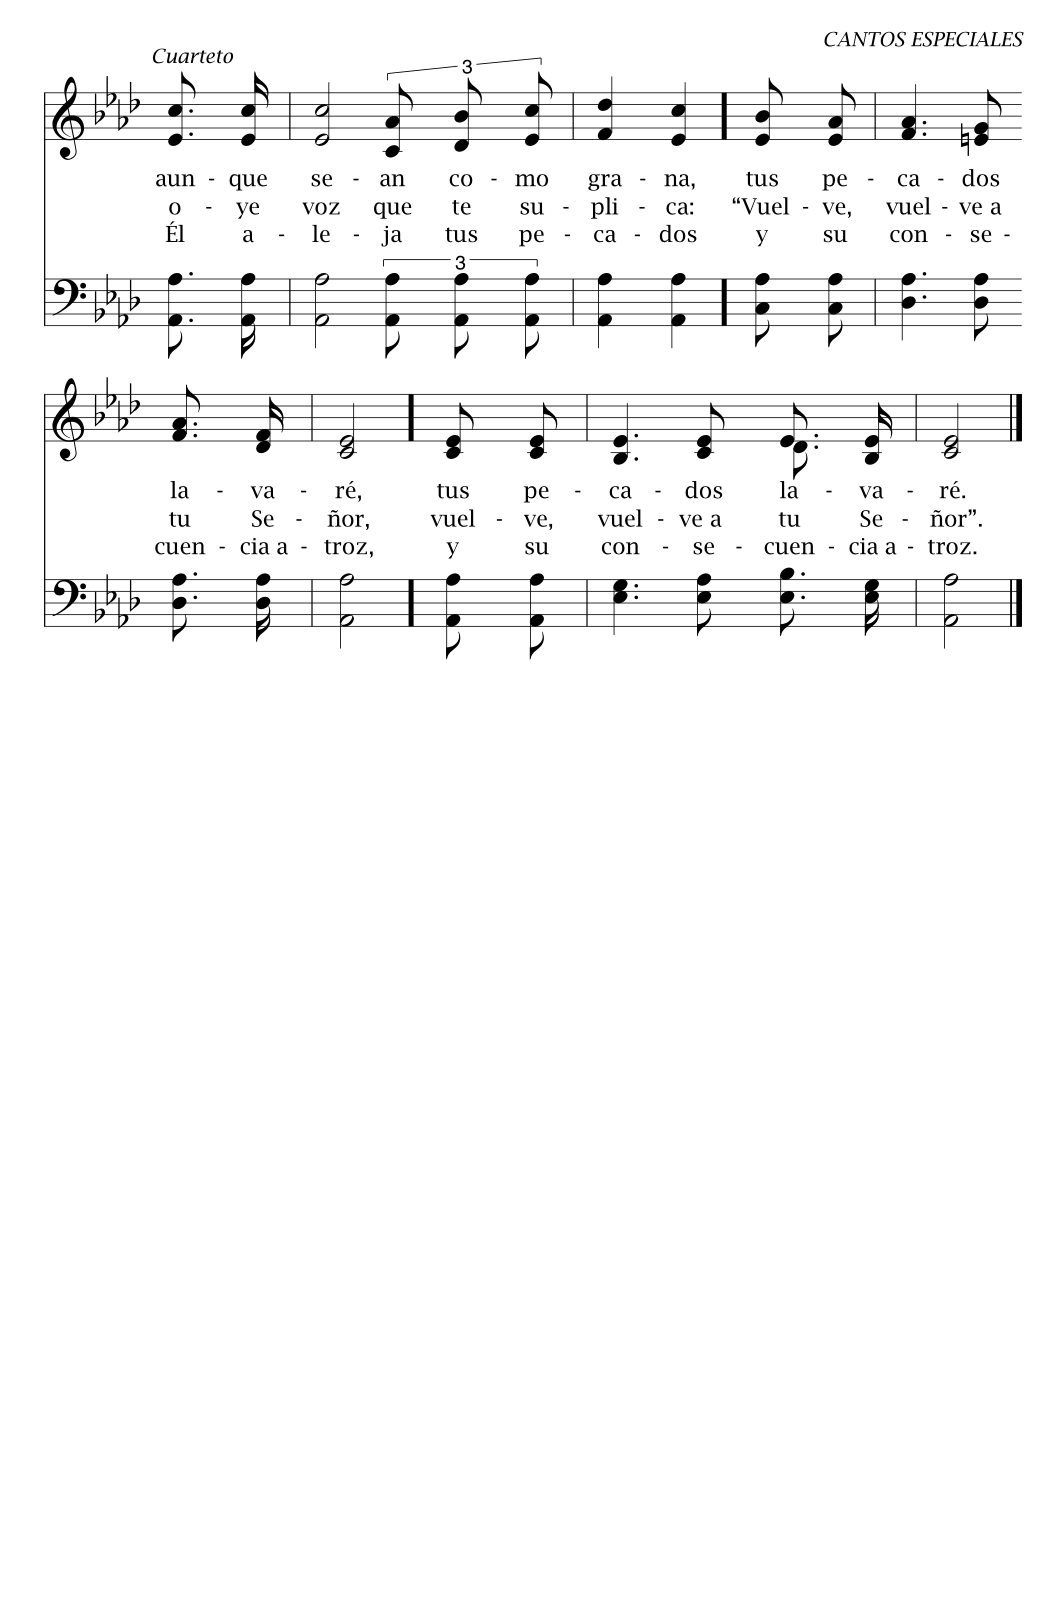 CANTOS ESPECIALES
Cuarteto
3
aun - que se - an co - mo gra - na, tus pe - ca - dos
o - ye voz que te su - pli - ca: “Vuel - ve, vuel - ve a
Él a - le - ja tus pe - ca - dos y su con - se -
3
la - va - ré, tus pe - ca - dos la - va - ré.
tu Se - ñor, vuel - ve, vuel - ve a tu Se - ñor”.
cuen - cia a - troz, y su con - se - cuen - cia a - troz.